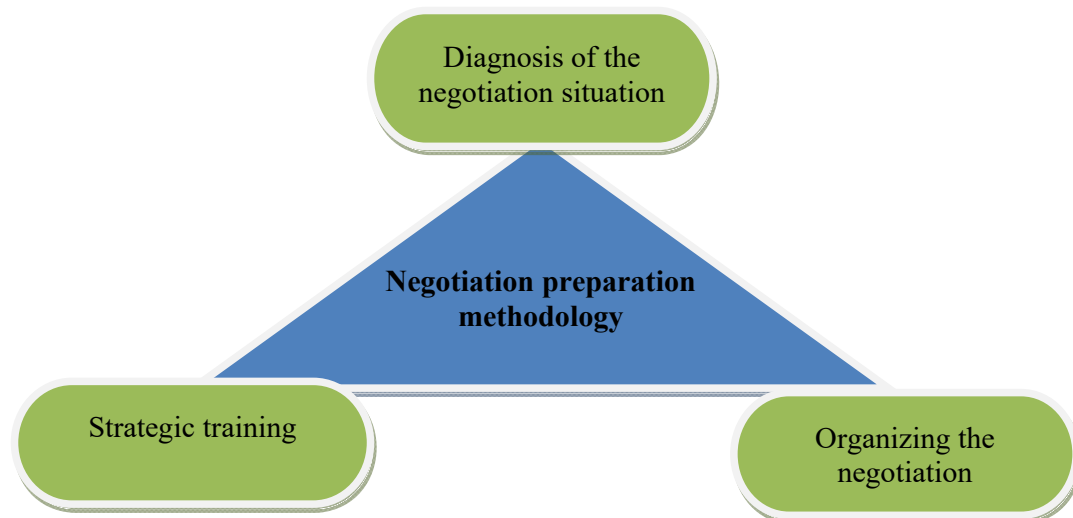 Diagnosis of the
negotiation situation
Negotiation preparation
methodology
Strategic training
Organizing the
negotiation